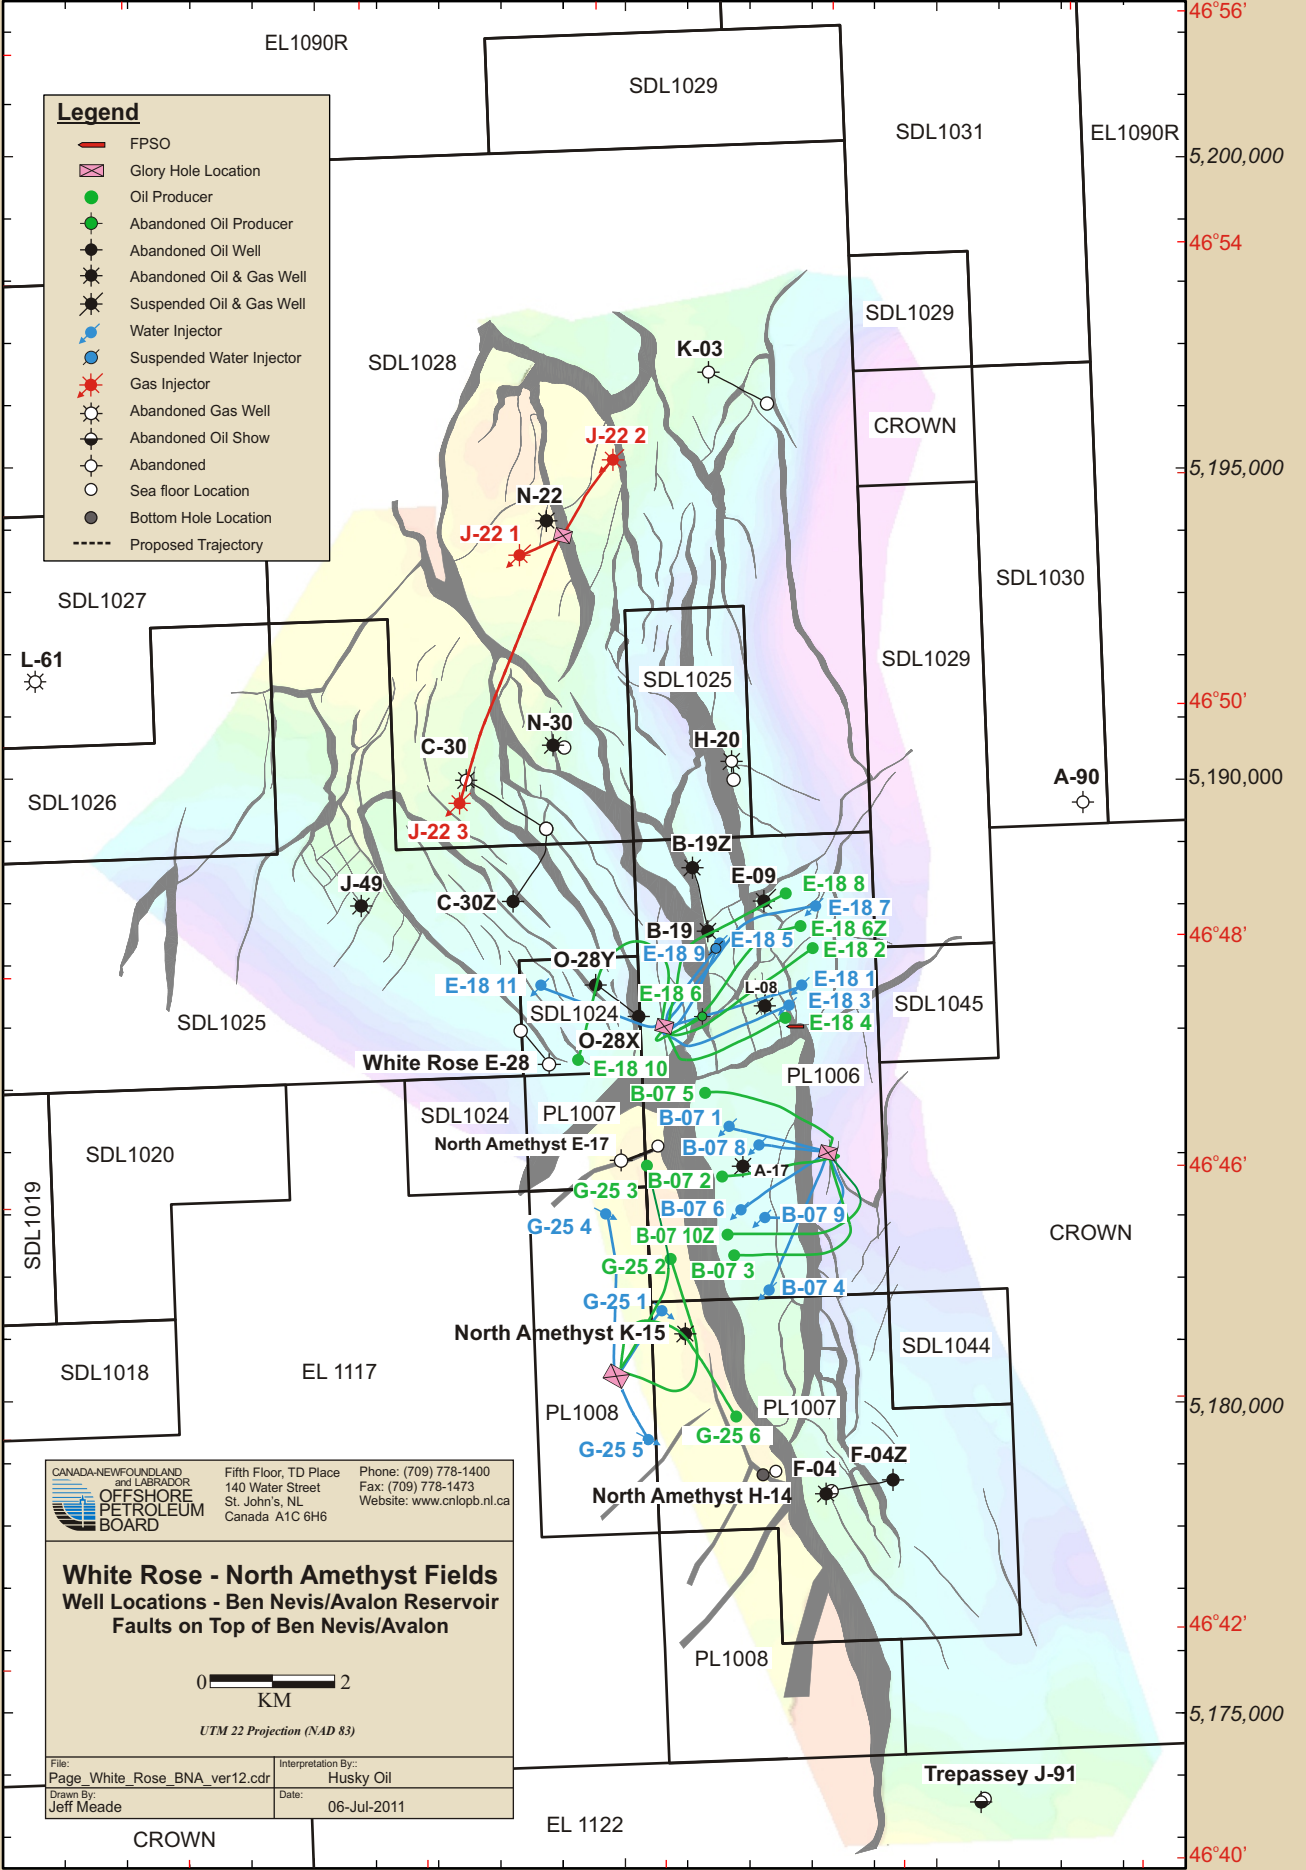 46°56'
EL1090R
SDL1029
SDL1031
EL1090R
5,200,000
Legend
FPSO
Glory Hole Location
Oil Producer
Abandoned Oil Producer
Abandoned Oil Well
Abandoned Oil & Gas Well
Suspended Oil & Gas Well
Water Injector
Suspended Water Injector
Gas Injector
Abandoned Gas Well
Abandoned Oil Show
Abandoned
Sea floor Location
Bottom Hole Location
Proposed Trajectory
46°54
SDL1029
K-03
SDL1028
CROWN
J-22 2
5,195,000
N-22
J-22 1
SDL1030
SDL1027
L-61
SDL1029
SDL1025
46°50'
N-30
H-20
C-30
A-90
5,190,000
SDL1026
J-22 3
B-19Z
E-09
J-49
E-18 8
C-30Z
E-18 7
E-18 6Z
B-19
E-18 5
46°48'
E-18 9
E-18 2
O-28Y
E-18 11
E-18 6
L-08
E-18 1
E-18 3
SDL1045
SDL1024
SDL1025
E-18 4
O-28X
White Rose E-28
E-18 10
PL1006
B-07 5
SDL1024
PL1007
B-07 1
North Amethyst E-17
B-07 8
SDL1020
A-17
46°46'
B-07 2
G-25 3
SDL1019
B-07 6
B-07 9
G-25 4
B-07 10Z
CROWN
G-25 2
B-07 3
B-07 4
G-25 1
North Amethyst K-15
SDL1044
SDL1018
EL 1117
PL1008
PL1007
5,180,000
G-25 6
G-25 5
F-04Z
F-04
North Amethyst H-14
CANADA-NEWFOUNDLAND
and LABRADOR
OFFSHORE
PETROLEUM
BOARD
Fifth Floor, TD Place
140 Water Street
St. John's, NL
Canada A1C 6H6
Phone: (709) 778-1400
Fax: (709) 778-1473
Website: www.cnlopb.nl.ca
White Rose - North Amethyst Fields
Well Locations - Ben Nevis/Avalon Reservoir
Faults on Top of Ben Nevis/Avalon
46°42'
PL1008
0 2
KM
UTM 22 Projection (NAD 83)
5,175,000
File:
Page_White_Rose_BNA_ver12.cdr
Interpretation By::
Husky Oil
Drawn By:
Jeff Meade
Date:
06-Jul-2011
Trepassey J-91
EL 1122
CROWN
46°40'